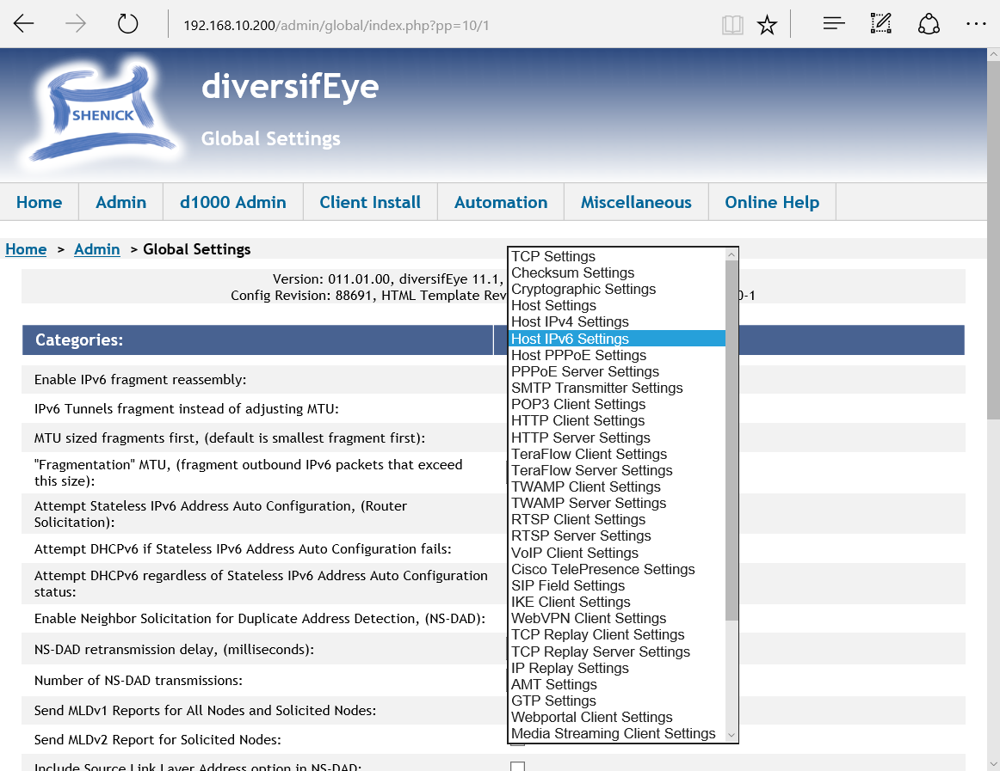 192.168.10.200/admin/global/index.php?pp=10/1
SHENICK
diversifEye
Global Settings
Home
Admin
d1000 Admin
Client Install
Automation
Miscellaneous
Online Help
Home > Admin > Global Settings
Version: 011.01.00, diversifEye 11.1,
Config Revision: 88691, HTML Template Rev
0-1
Categories:
Enable IPv6 fragment reassembly:
IPv6 Tunnels fragment instead of adjusting MTU:
MTU sized fragments first, (default is smallest fragment first):
"Fragmentation" MTU, (fragment outbound IPv6 packets that exceed
this size):
Attempt Stateless IPv6 Address Auto Configuration, (Router
Solicitation):
Attempt DHCPv6 if Stateless IPv6 Address Auto Configuration fails:
Attempt DHCPv6 regardless of Stateless IPv6 Address Auto Configuration
status:
Enable Neighbor Solicitation for Duplicate Address Detection, (NS-DAD):
NS-DAD retransmission delay, (milliseconds):
Number of NS-DAD transmissions:
Send MLDv1 Reports for All Nodes and Solicited Nodes:
Send MLDv2 Report for Solicited Nodes:
Include Source Link Layer Address option in NS-DAD:
TCP Settings
Checksum Settings
Cryptographic Settings
Host Settings
Host IPv4 Settings
Host IPv6 Settings
Host PPPoE Settings
PPPoE Server Settings
SMTP Transmitter Settings
POP3 Client Settings
HTTP Client Settings
HTTP Server Settings
TeraFlow Client Settings
TeraFlow Server Settings
TWAMP Client Settings
TWAMP Server Settings
RTSP Client Settings
RTSP Server Settings
VoIP Client Settings
Cisco TelePresence Settings
SIP Field Settings
IKE Client Settings
WebVPN Client Settings
TCP Replay Client Settings
TCP Replay Server Settings
IP Replay Settings
AMT Settings
GTP Settings
Webportal Client Settings
Media Streaming Client Settings